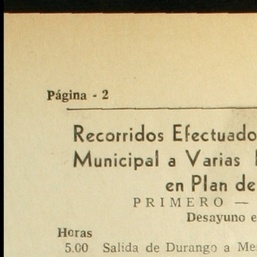 Página - 2
Recorridos Efectuado
Municipal a Varias
en Plan de
PRIMERO —
Desayuno e
Horas
5.00 Salida de Durango a Me